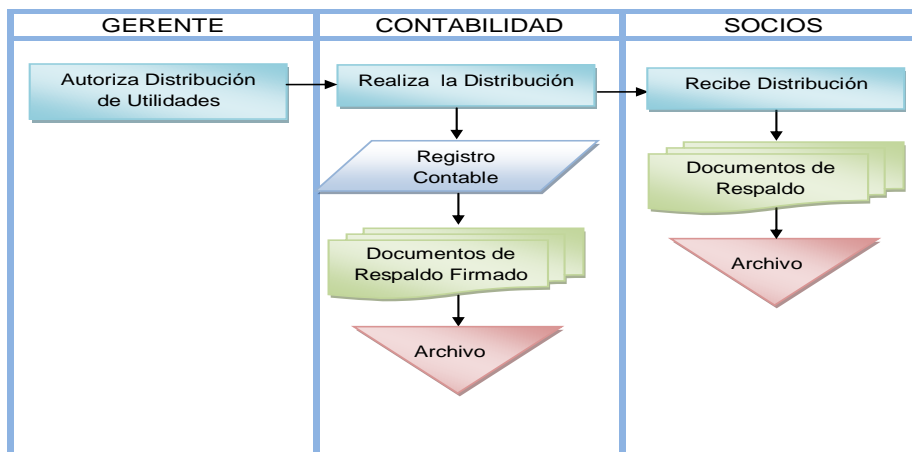 GERENTE
CONTABILIDAD
SOCIOS
Autoriza Distribución
de Utilidades
Realiza la Distribución
Recibe Distribución
Registro
Contable
Documentos de
Respaldo
Documentos de
Respaldo Firmado
Archivo
Archivo